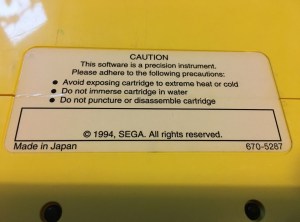 CAUTION
This software is a precision instrument.
Please adhere to the following precautions:
• Avoid exposing cartridge to extreme heat or cold
• Do not immerse cartridge in water
• Do not puncture or disassemble cartridge
© 1994, SEGA. All rights reserved.
Made in Japan 670-5287